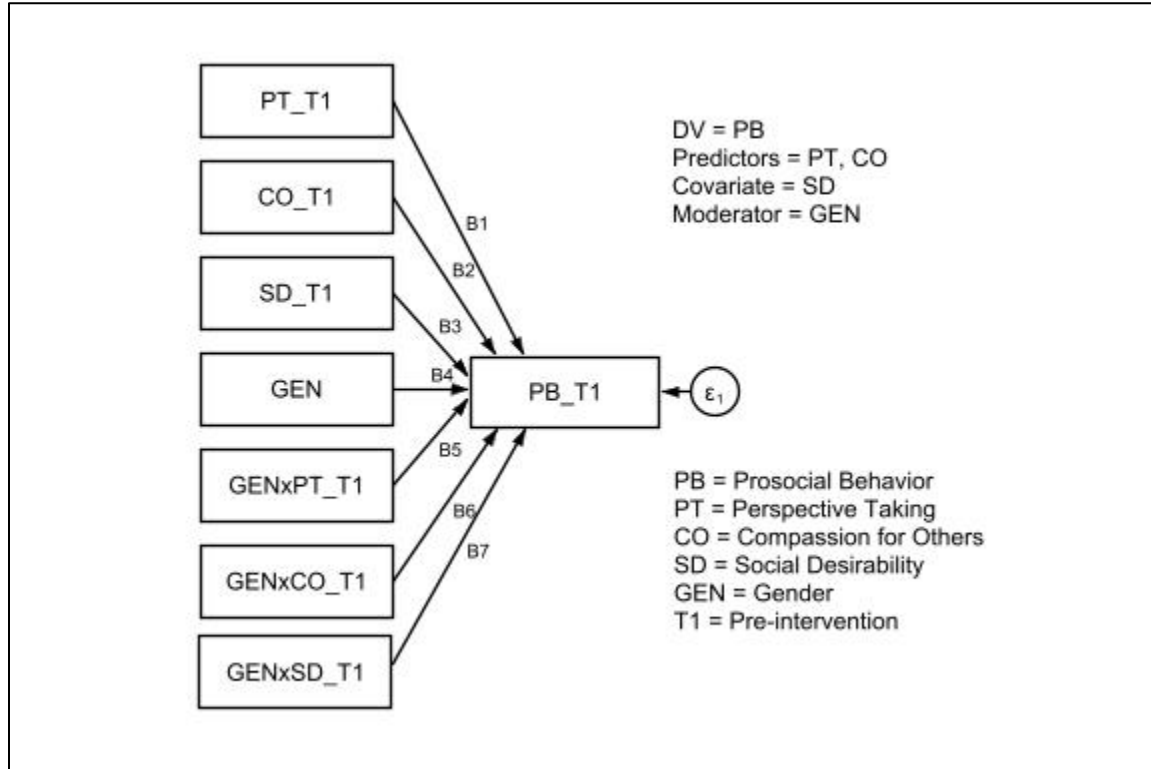 PT_T1
CO_T1
SD_T1
GEN
GENxPT_T1
GENxCO_T1
GENxSD_T1
B1
B2
B3
B4
B5
B6
B7
PB_T1
ε1
DV = PB
Predictors = PT, CO
Covariate = SD
Moderator = GEN
PB = Prosocial Behavior
PT = Perspective Taking
CO = Compassion for Others
SD = Social Desirability
GEN = Gender
T1 = Pre-intervention